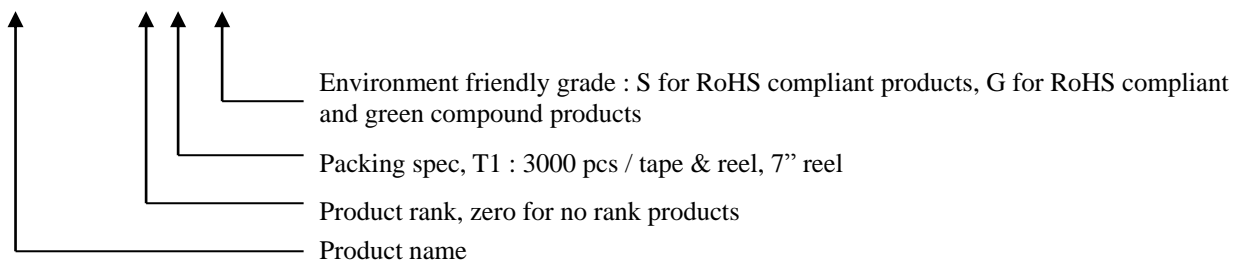 Environment friendly grade : S for RoHS compliant products, G for RoHS compliant
and green compound products
Packing spec, T1 : 3000 pcs / tape & reel, 7” reel
Product rank, zero for no rank products
Product name